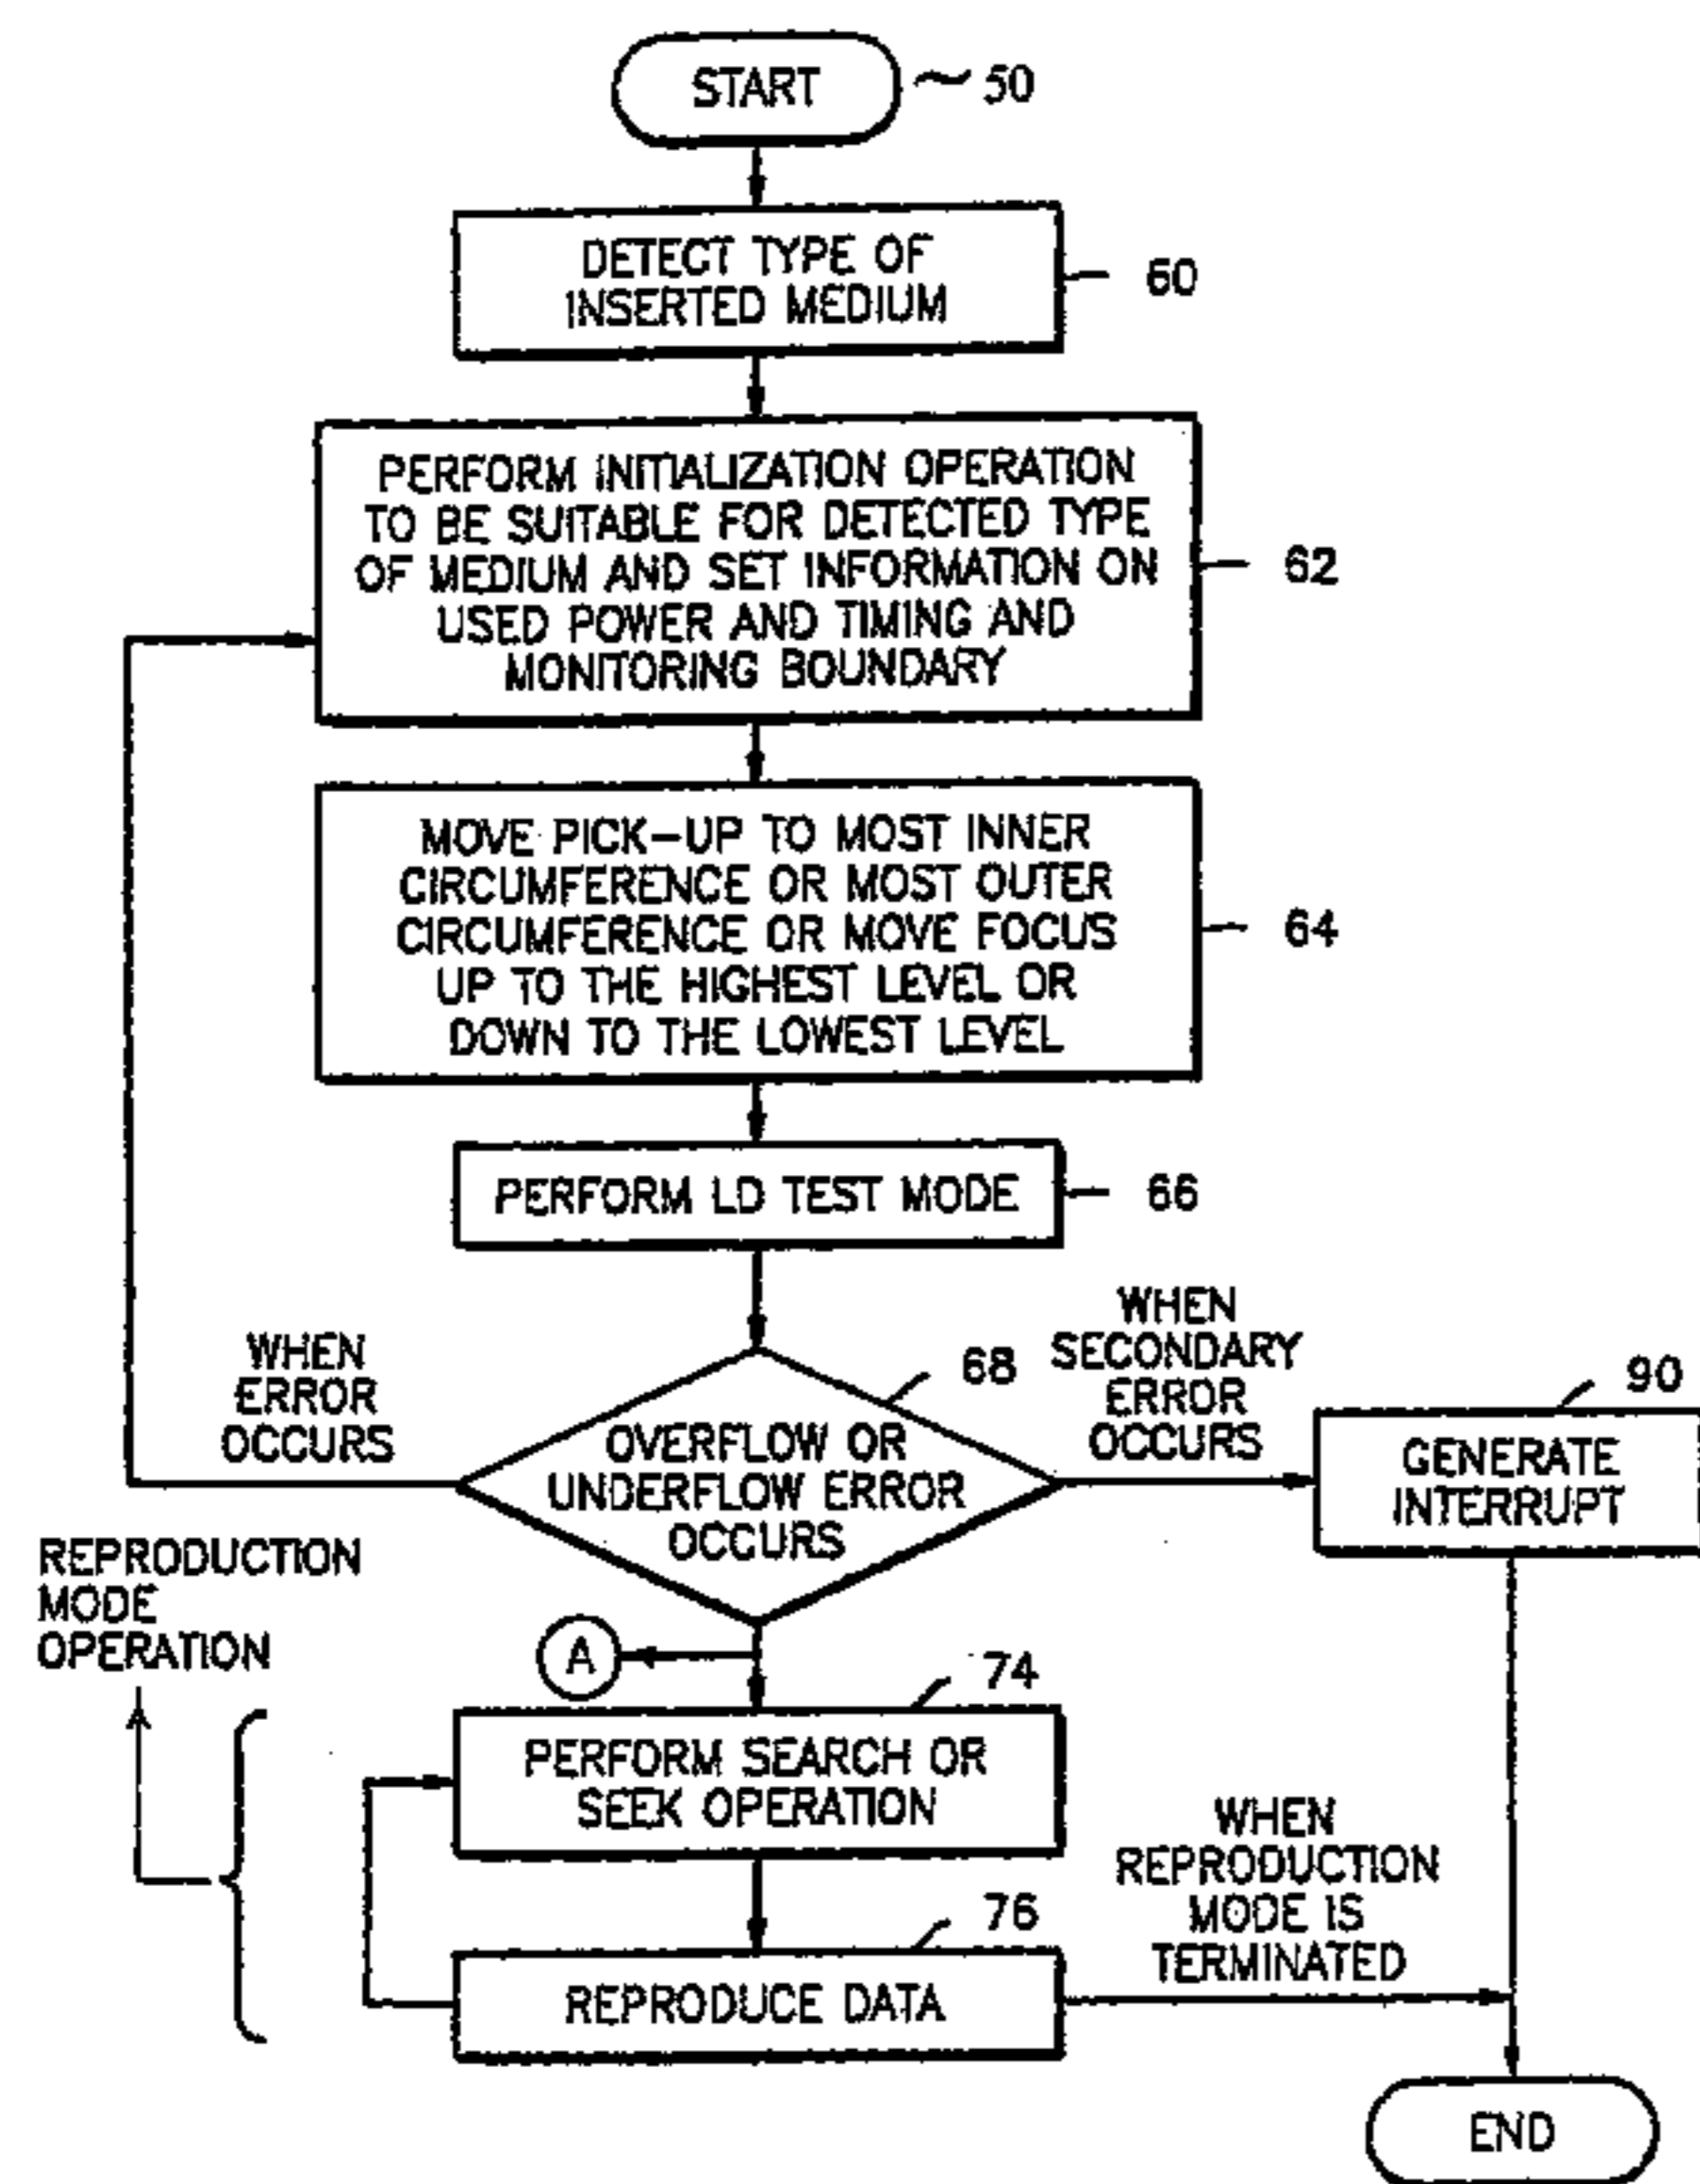 START
50
DETECT TYPE OF
INSERTED MEDIUM
60
PERFORM INITIALIZATION OPERATION
TO BE SUITABLE FOR DETECTED TYPE
OF MEDIUM AND SET INFORMATION ON
USED POWER AND TIMING AND
MONITORING BOUNDARY
62
MOVE PICK-UP TO MOST INNER
CIRCUMFERENCE OR MOST OUTER
CIRCUMFERENCE OR MOVE FOCUS
UP TO THE HIGHEST LEVEL OR
DOWN TO THE LOWEST LEVEL
64
PERFORM LD TEST MODE
66
WHEN
ERROR
OCCURS
68
OVERFLOW OR
UNDERFLOW ERROR
OCCURS
WHEN
SECONDARY
ERROR
OCCURS
90
GENERATE
INTERRUPT
REPRODUCTION
MODE
OPERATION
A
74
PERFORM SEARCH OR
SEEK OPERATION
76
REPRODUCE DATA
WHEN
REPRODUCTION
MODE IS
TERMINATED
END